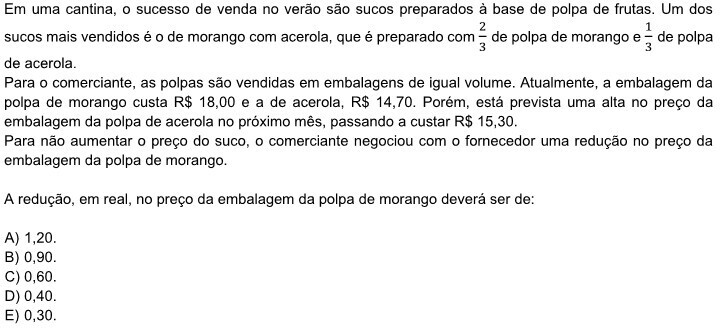 Em uma cantina, o sucesso de venda no verão são sucos preparados à base de polpa de frutas. Um dos
sucos mais vendidos é o de morango com acerola, que é preparado com 2/3 de polpa de morango e 1/3 de polpa
de acerola.
Para o comerciante, as polpas são vendidas em embalagens de igual volume. Atualmente, a embalagem da
polpa de morango custa R$ 18,00 e a de acerola, R$ 14,70. Porém, está prevista uma alta no preço da
embalagem da polpa de acerola no próximo mês, passando a custar R$ 15,30.
Para não aumentar o preço do suco, o comerciante negociou com o fornecedor uma redução no preço da
embalagem da polpa de morango.
A redução, em real, no preço da embalagem da polpa de morango deverá ser de:
A) 1,20.
B) 0,90.
C) 0,60.
D) 0,40.
E) 0,30.